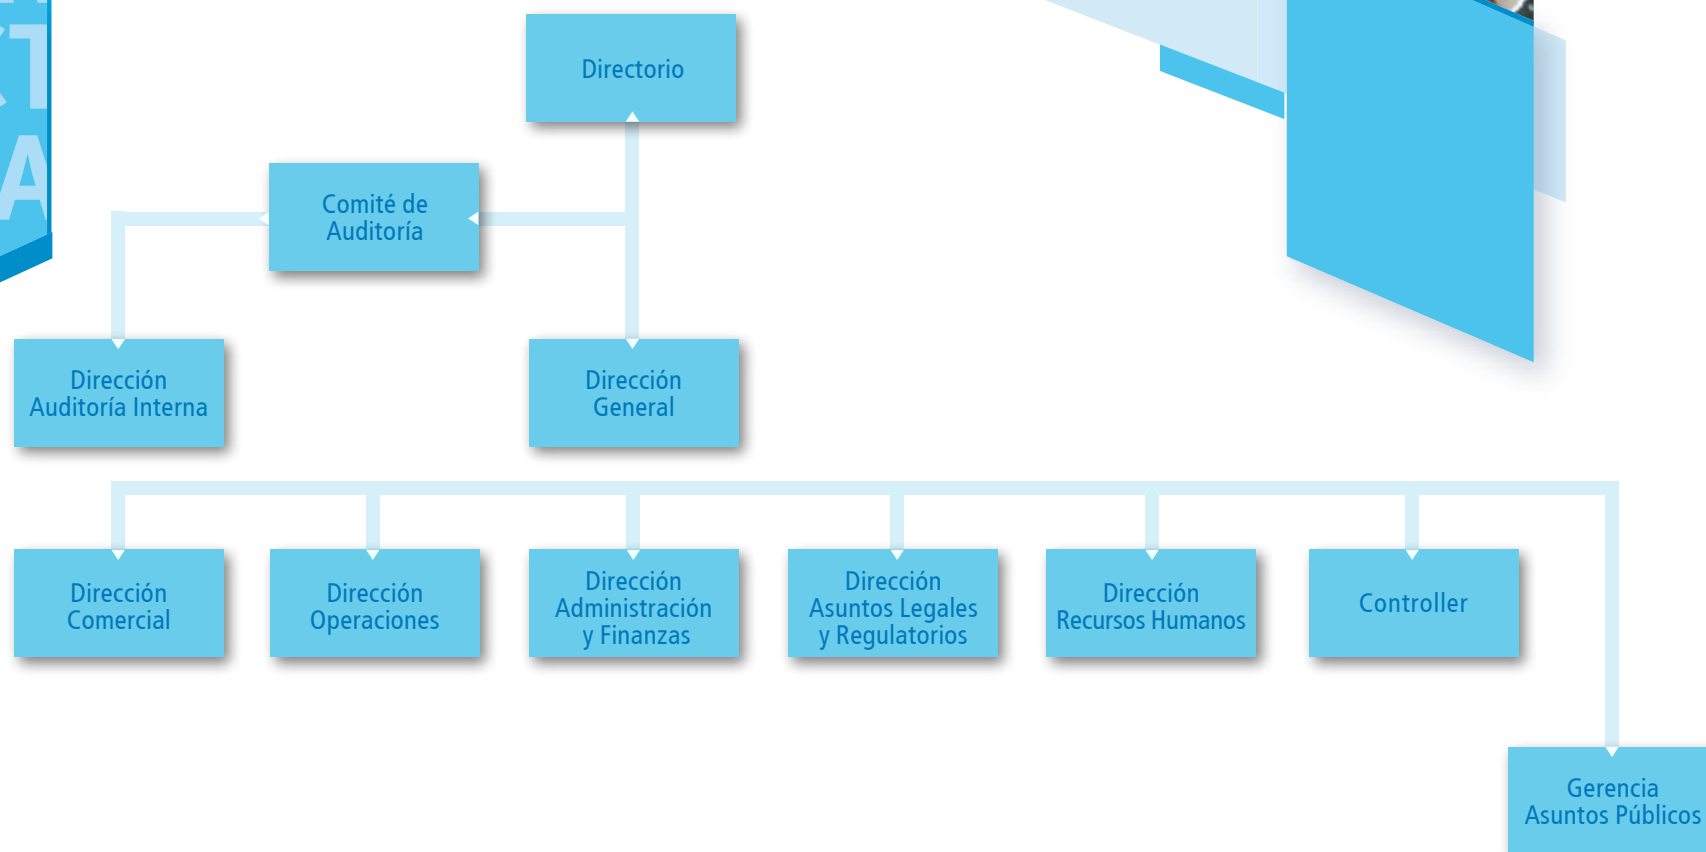 Directorio
Comité de
Auditoría
Dirección
Auditoría Interna
Dirección
General
Dirección
Comercial
Dirección
Operaciones
Dirección
Administración
y Finanzas
Dirección
Asuntos Legales
y Regulatorios
Dirección
Recursos Humanos
Controller
Gerencia
Asuntos Públicos